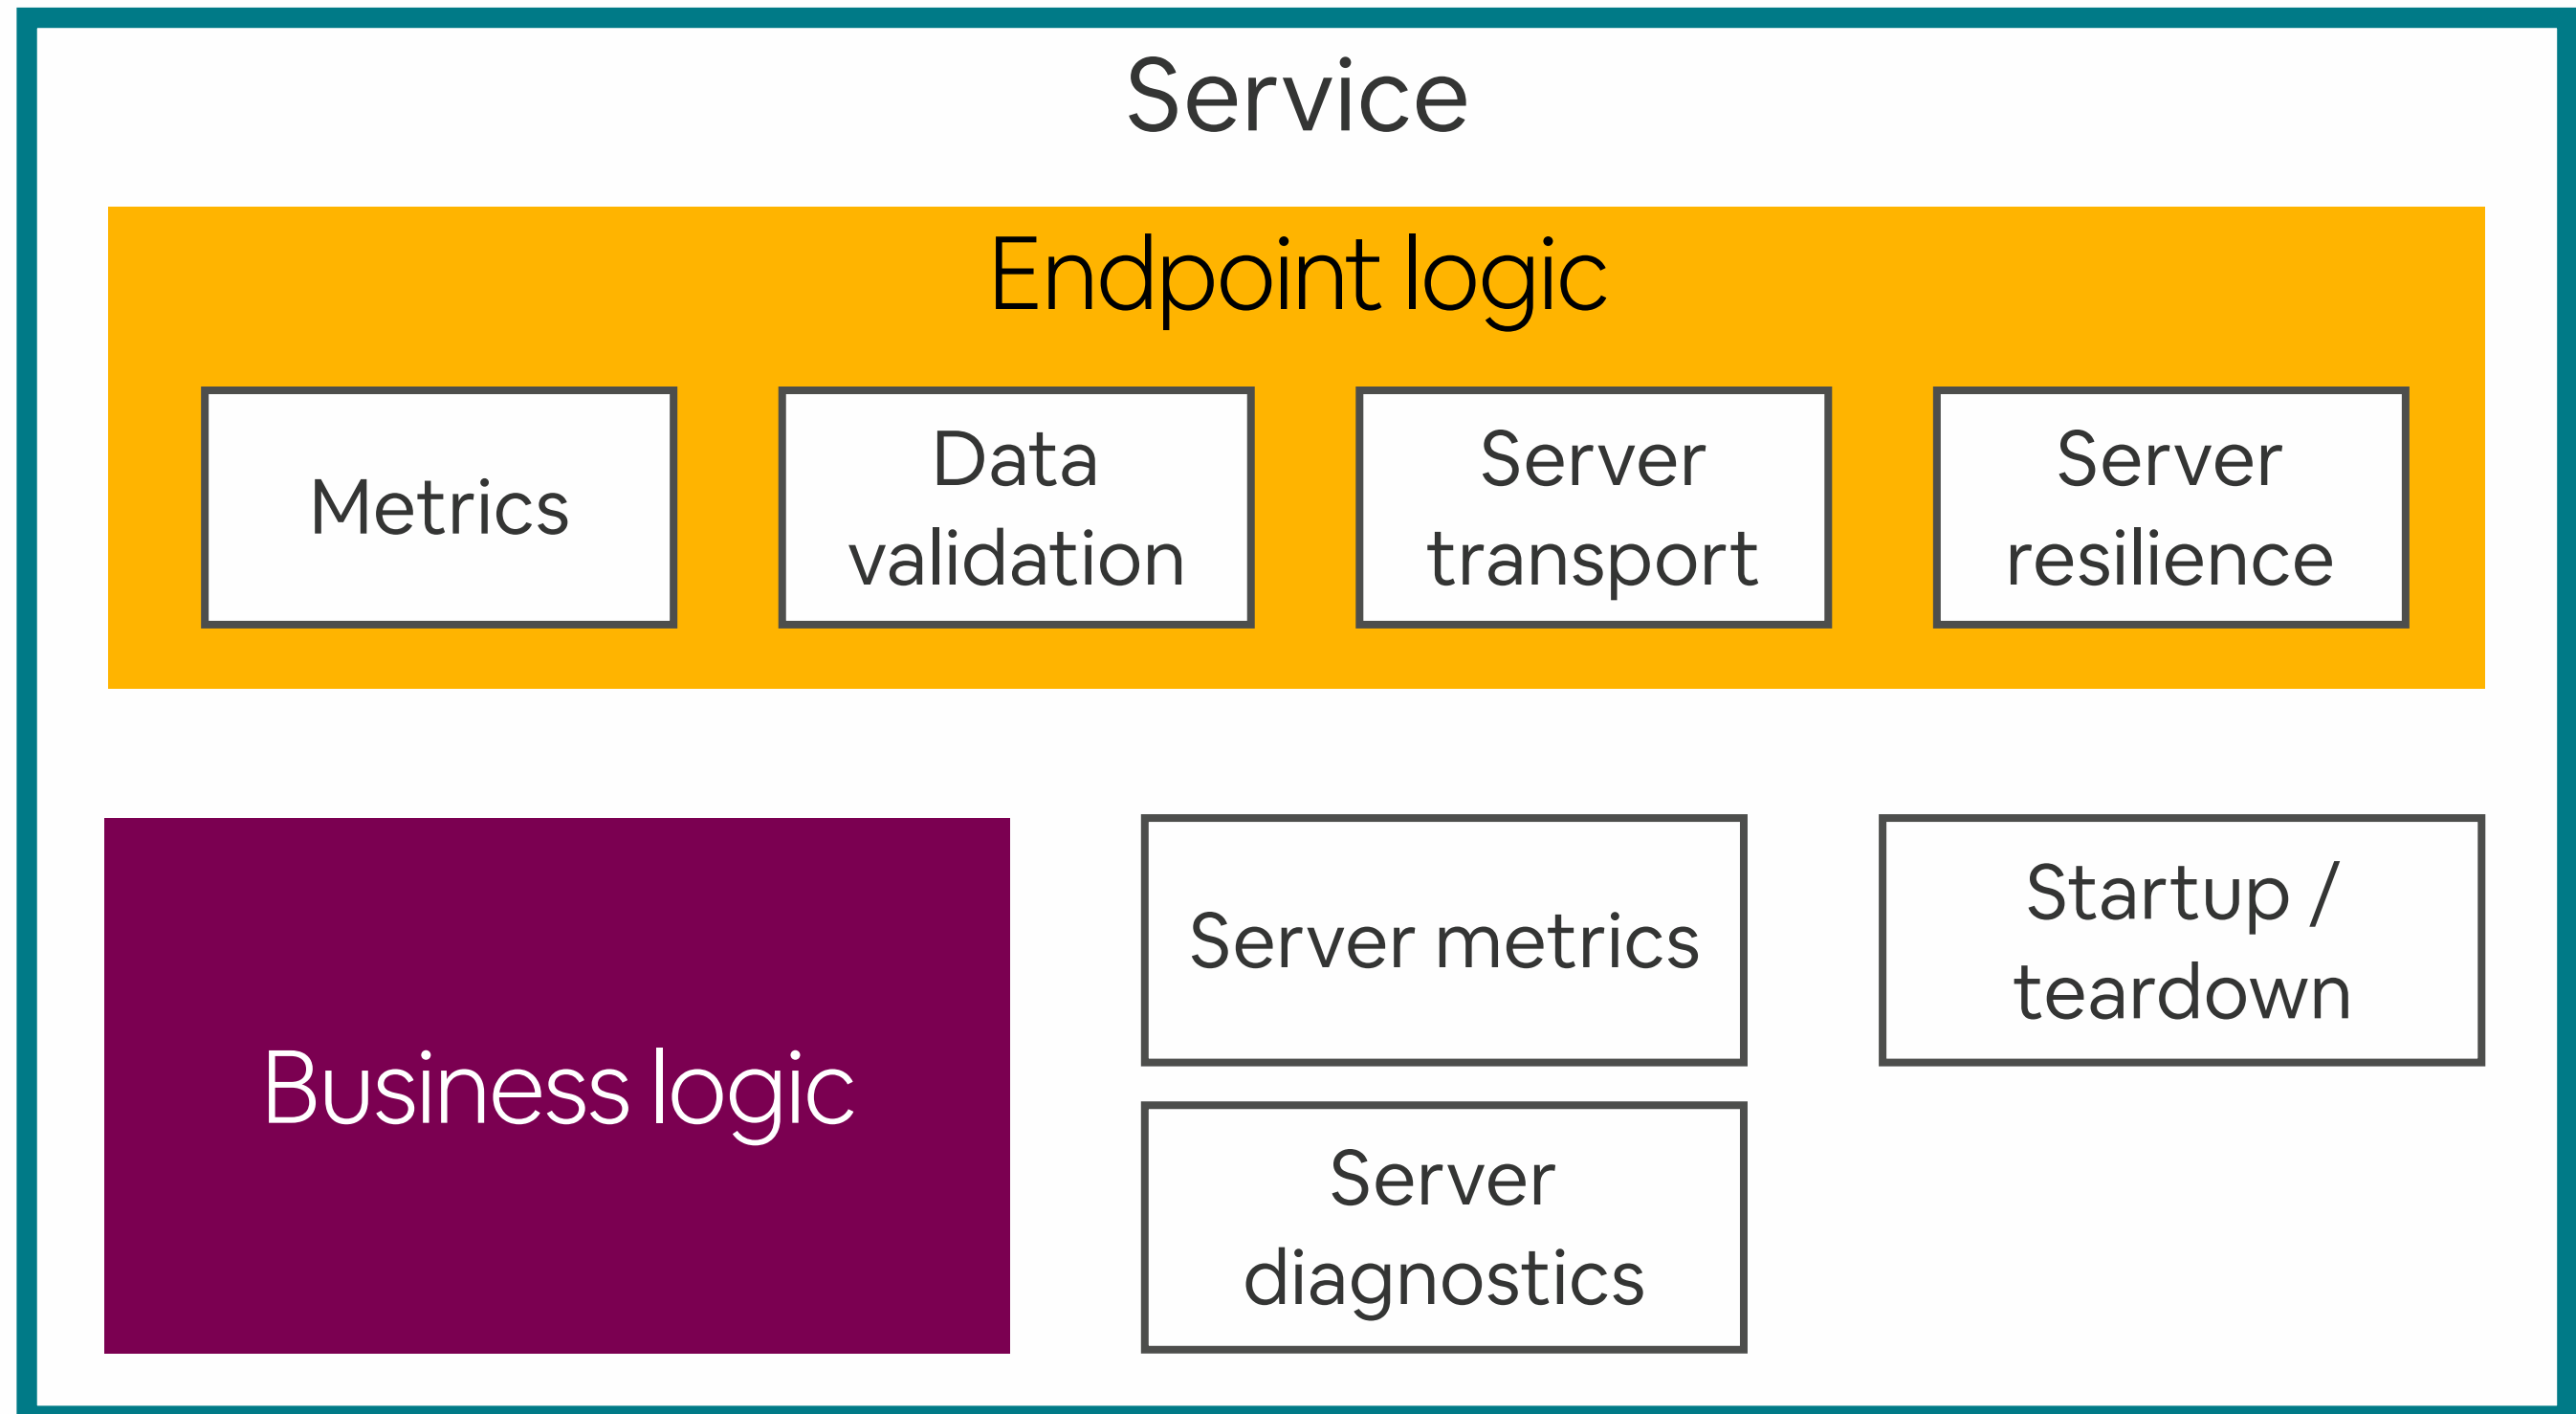 Service
Endpoint logic
Metrics
Data
validation
Server
transport
Server
resilience
Business logic
Server metrics
Startup /
teardown
Server
diagnostics